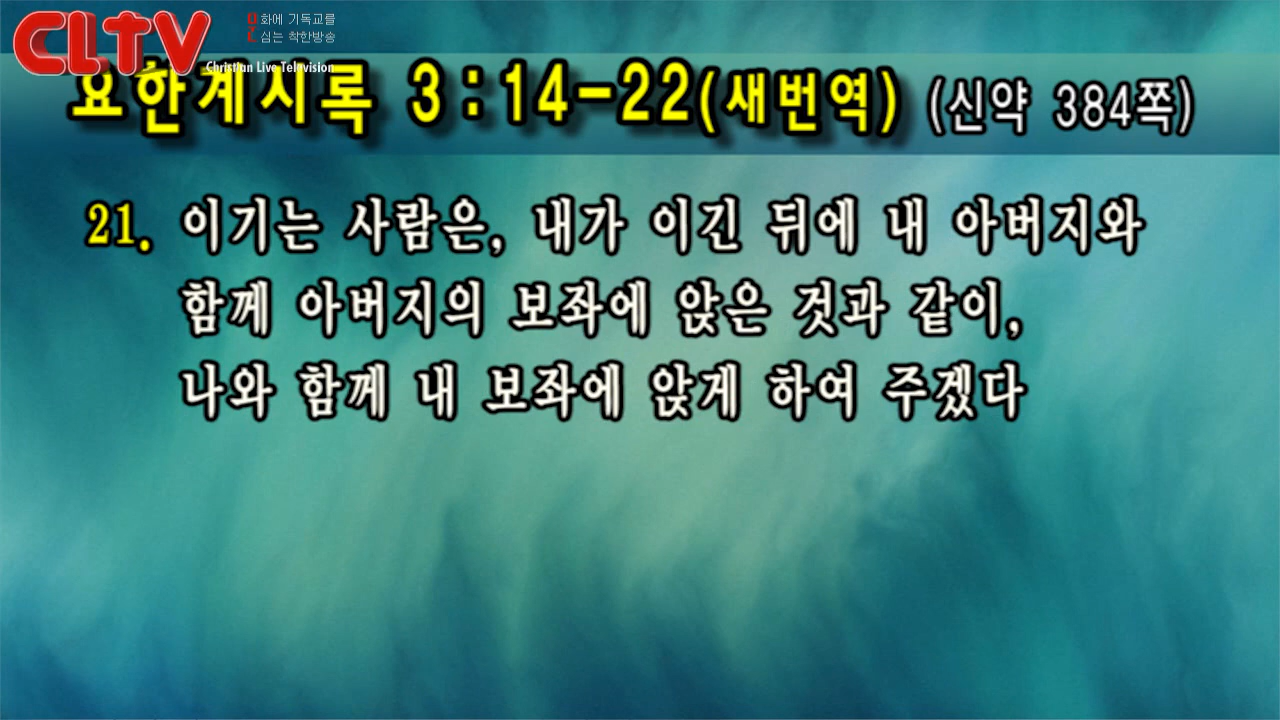 CLTV
문화에 기독교를
심는 착한방송
Christian Live Television
요한계시록 3:14-22(새번역) (신약 384쪽)
21. 이기는 사람은, 내가 이긴 뒤에 내 아버지와
함께 아버지의 보좌에 앉은 것과 같이,
나와 함께 내 보좌에 앉게 하여 주겠다